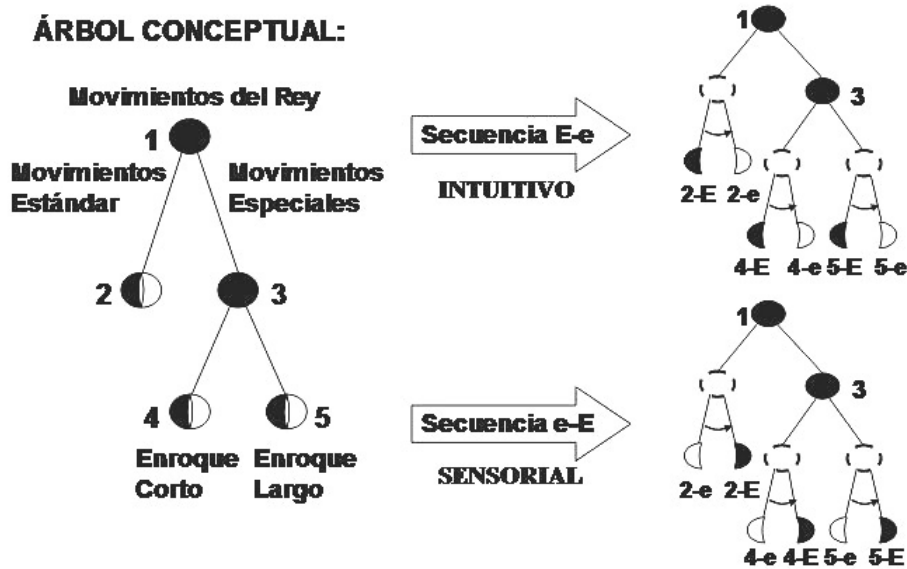 ÁRBOL CONCEPTUAL:
Movimientos del Rey
1
Movimientos
Estándar
Movimientos
Especiales
2
3
4
5
Enroque
Corto
Enroque
Largo
Secuencia E-e
INTUITIVO
1
3
2-E 2-e
4-E 4-e 5-E 5-e
Secuencia e-E
SENSORIAL
1
3
2-e 2-E
4-e 4-E 5-e 5-E